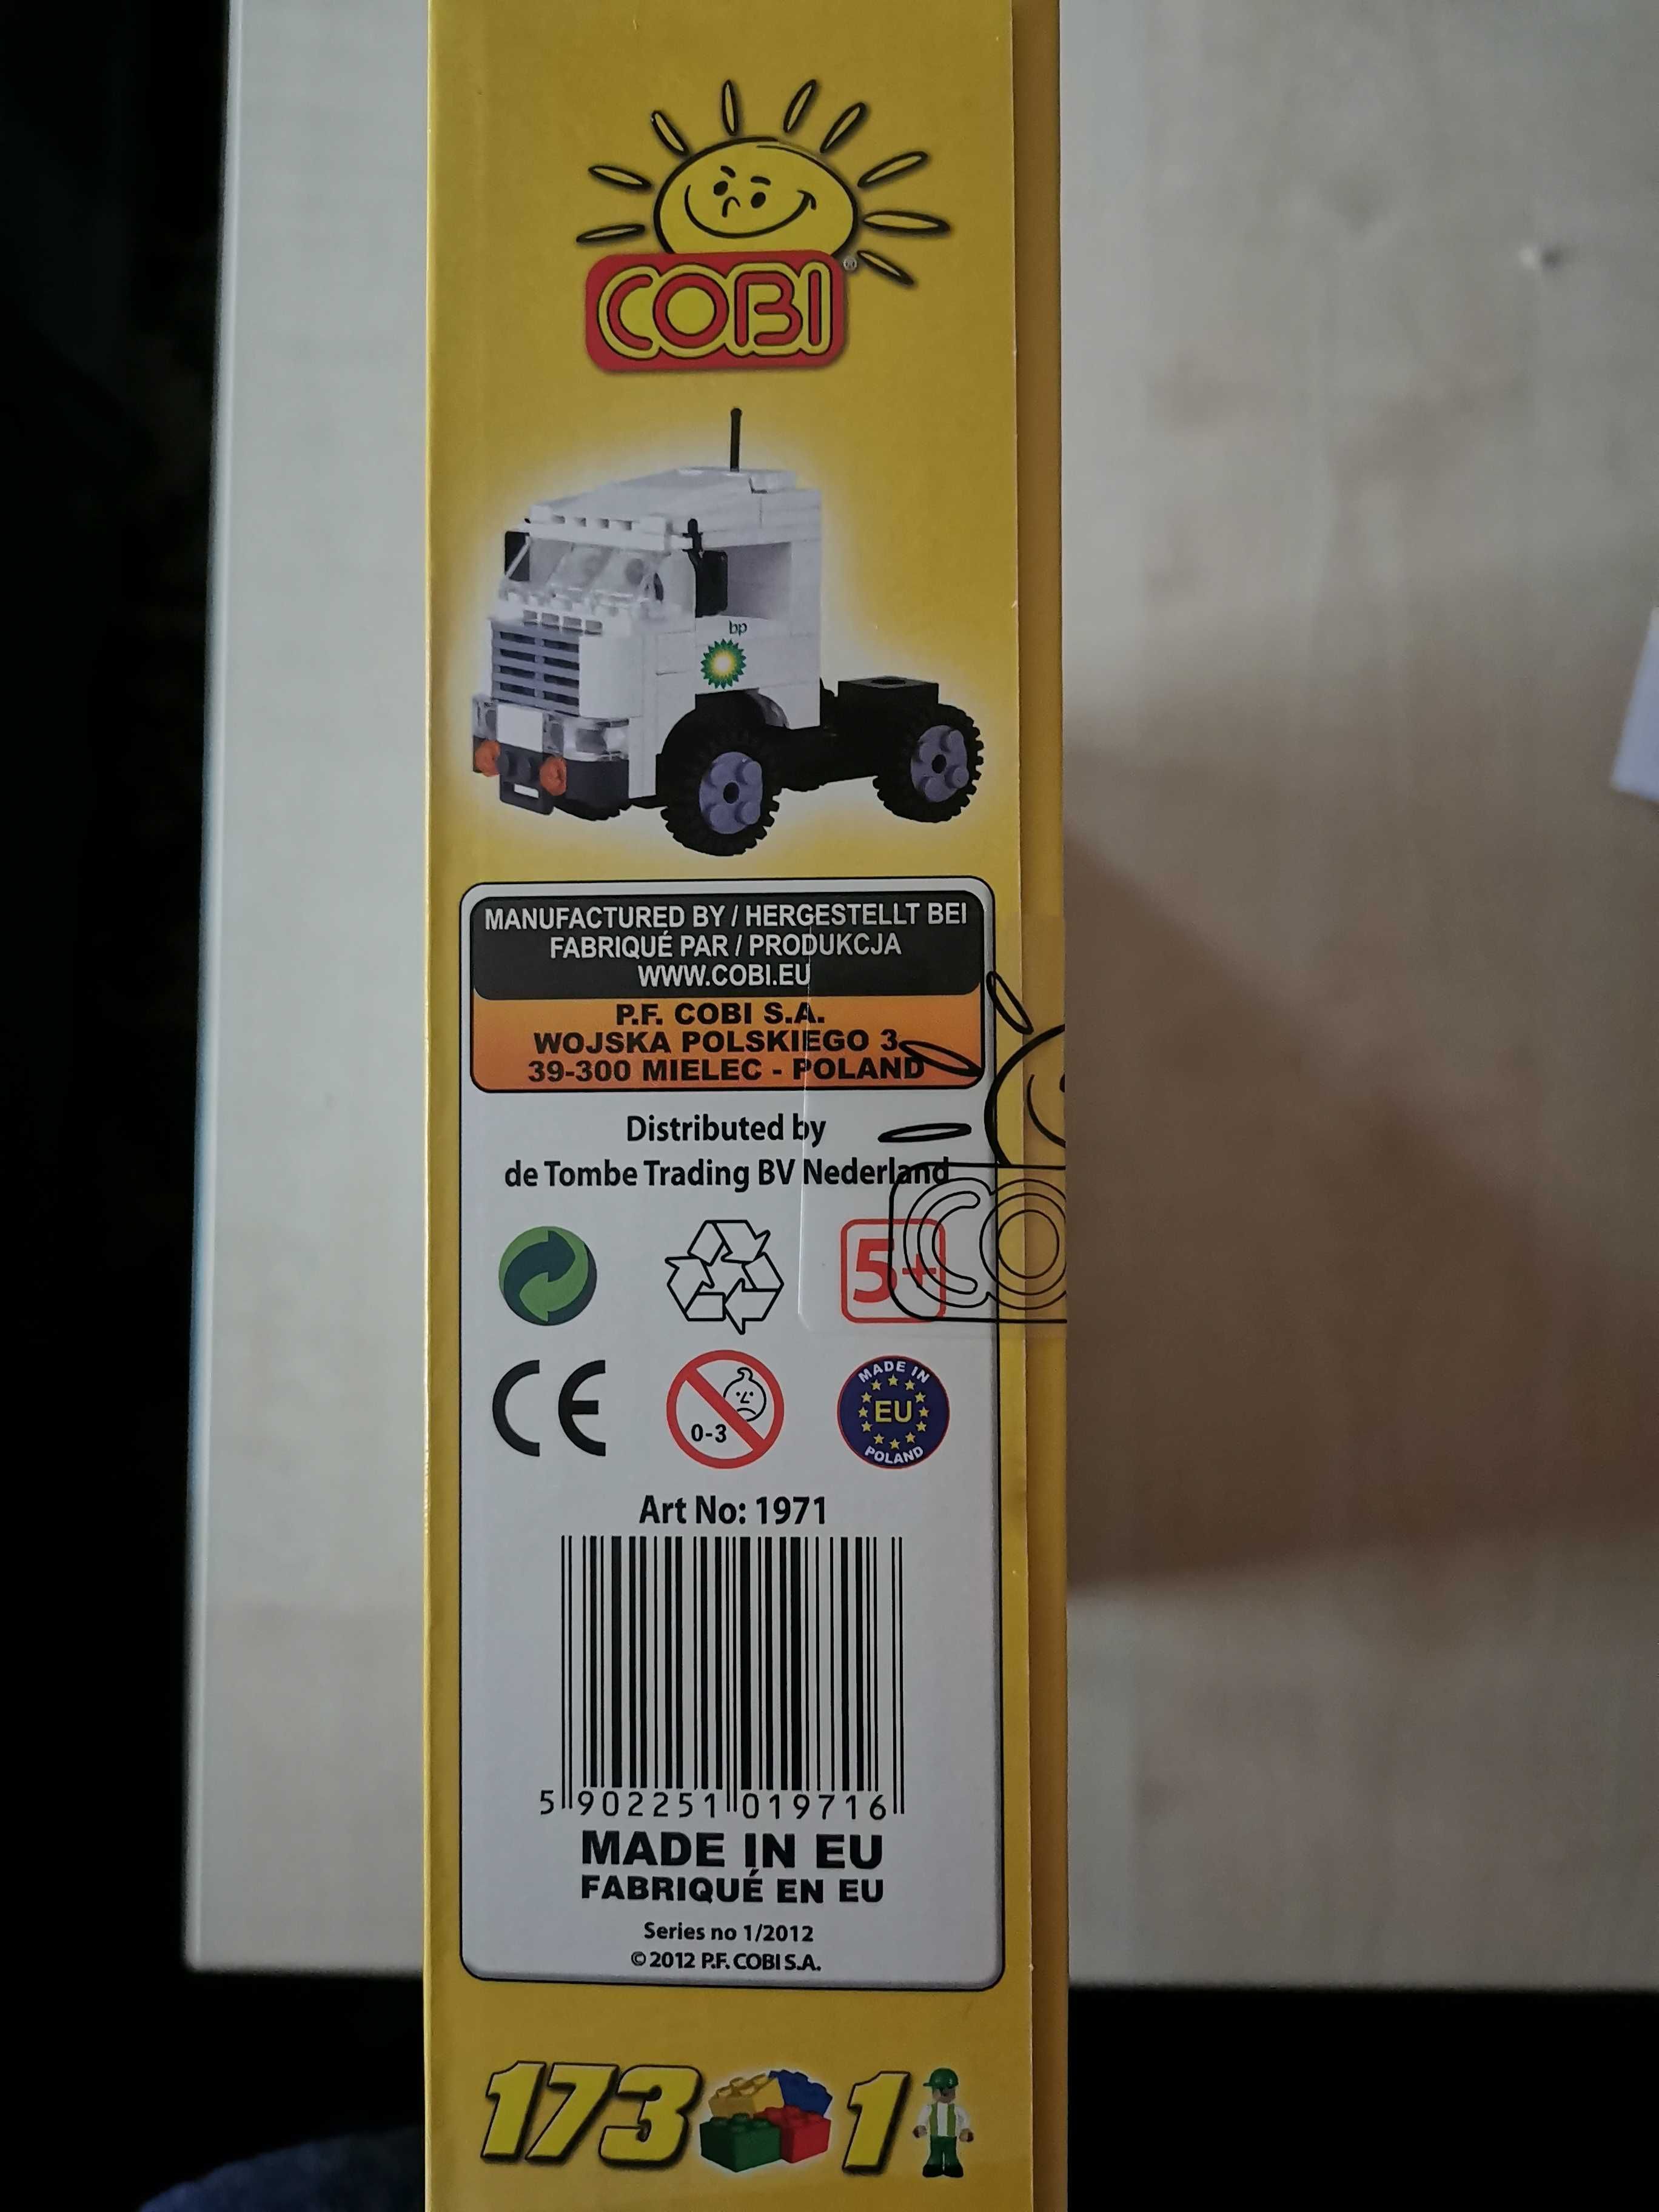 COBI®
bp
MANUFACTURED BY / HERGESTELLT BEI
FABRIQUÉ PAR / PRODUKCJA
WWW.COBI.EU
P.F. COBI S.A.
WOJSKA POLSKIEGO 3
39-300 MIELEC - POLAND
Distributed by
de Tombe Trading BV Nederland
CO
5+
CE
0-3
MADE IN
EU
POLAND
Art No: 1971
5 902251 019716
MADE IN EU
FABRIQUÉ EN EU
Series no 1/2012
© 2012 P.F. COBI S.A.
173 1